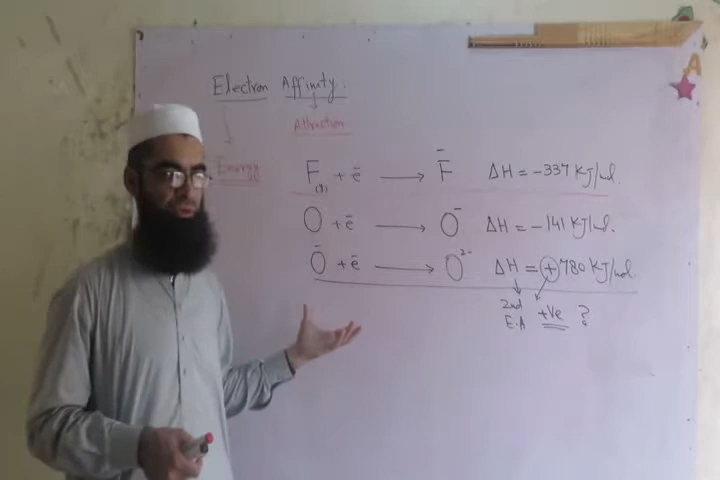 Electron Affinity :
Attraction
Energy
F(g) + ē → F̄ ΔH = -337 KJ/mol.
O + ē → O⁻ ΔH = -141 KJ/mol.
Ō + ē → O²⁻ ΔH = +780 KJ/mol.
2nd +ve ?
E.A
A